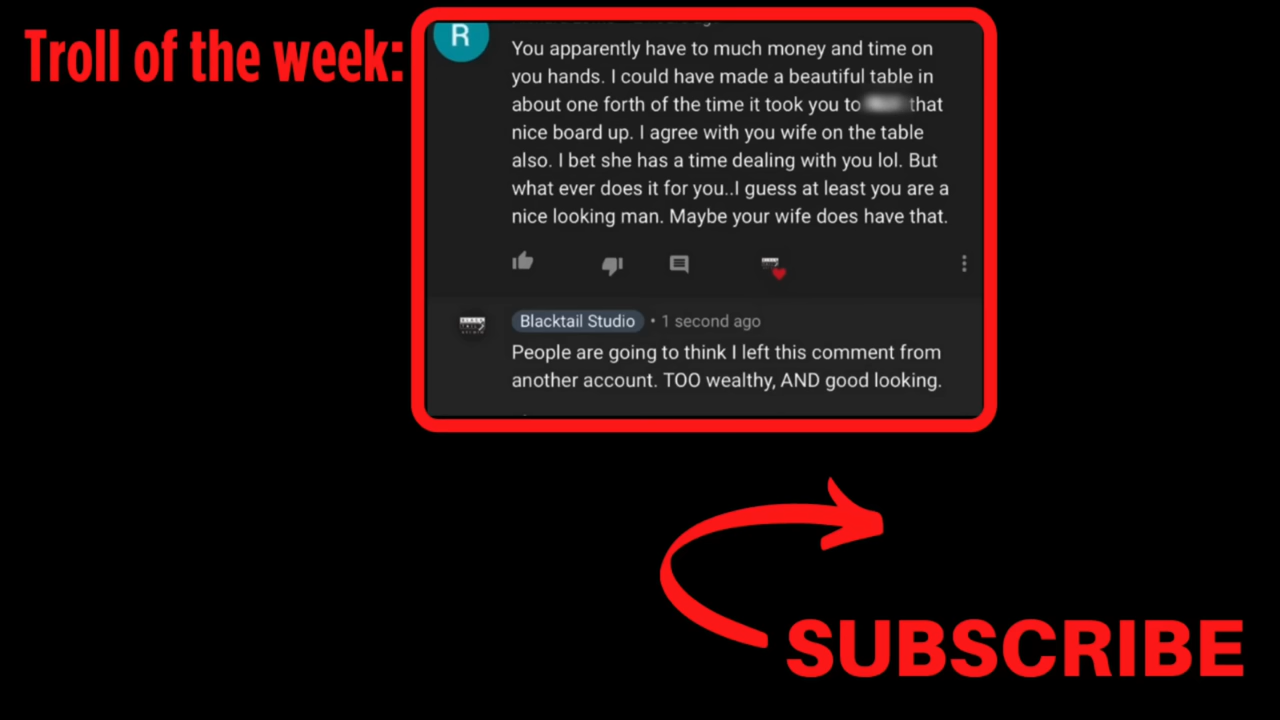 Troll of the week:
R
You apparently have to much money and time on
you hands. I could have made a beautiful table in
about one forth of the time it took you to that
nice board up. I agree with you wife on the table
also. I bet she has a time dealing with you lol. But
what ever does it for you..I guess at least you are a
nice looking man. Maybe your wife does have that.
Blacktail Studio • 1 second ago
People are going to think I left this comment from
another account. TOO wealthy, AND good looking.
SUBSCRIBE